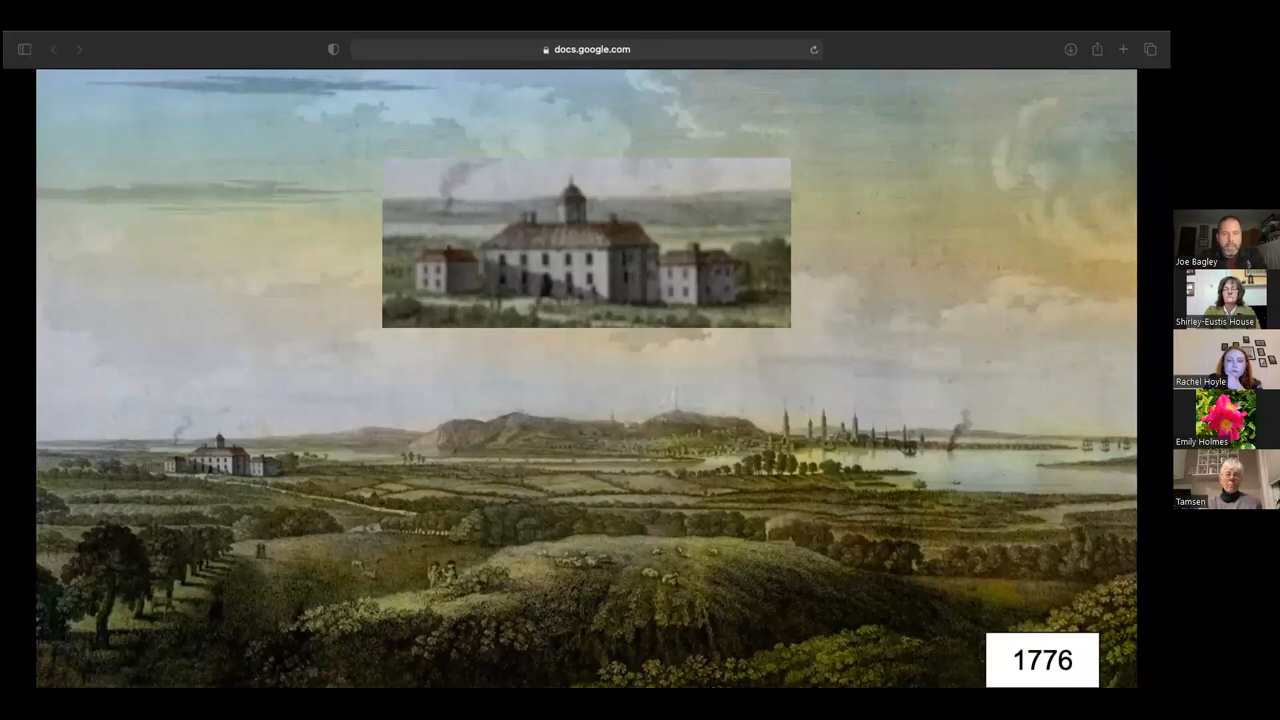 docs.google.com
Joe Bagley
Shirley-Eustis House
Rachel Hoyle
Emily Holmes
Tamsen
1776